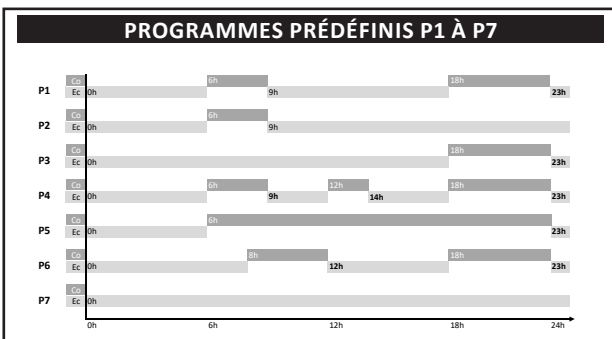 PROGRAMMES PRÉDÉFINIS P1 À P7
Co 6h 18h
P1 Ec 0h 9h 23h
Co 6h
P2 Ec 0h 9h
Co 18h
P3 Ec 0h 23h
Co 6h 12h 18h
P4 Ec 0h 9h 14h 23h
Co 6h
P5 Ec 0h 23h
Co 8h 18h
P6 Ec 0h 12h 23h
Co
P7 Ec 0h
0h 6h 12h 18h 24h